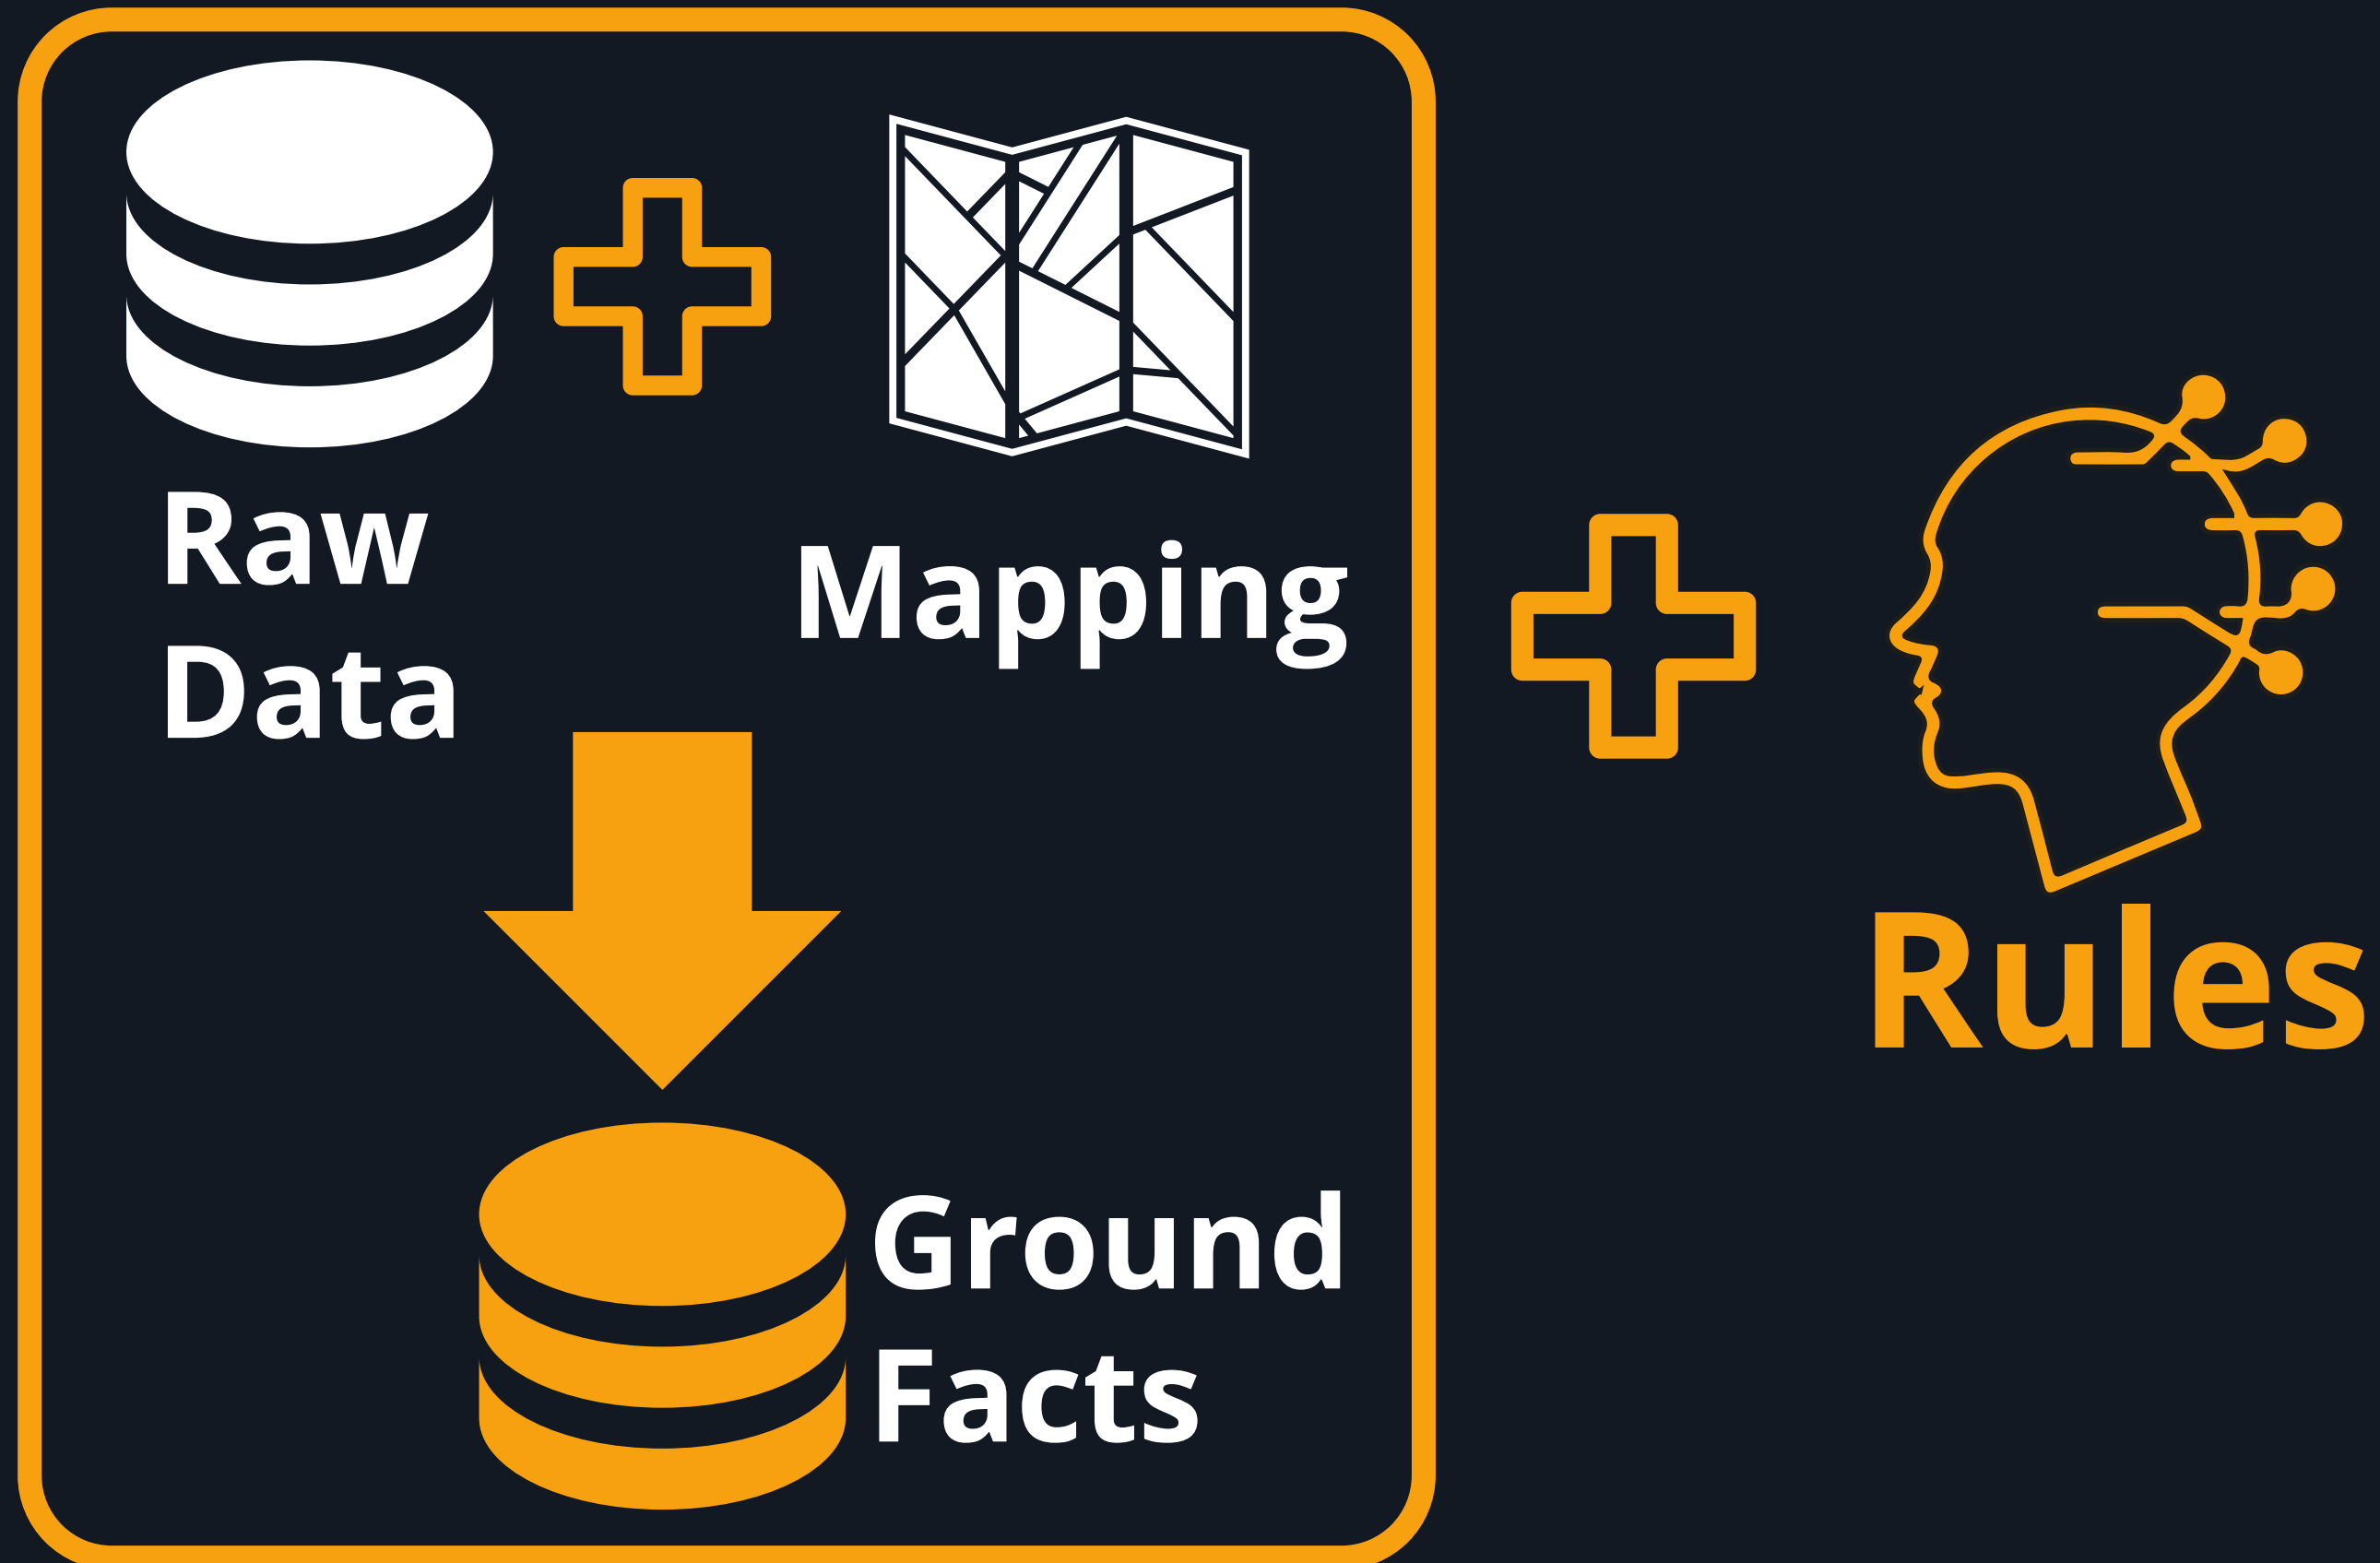 Raw
Data
Mapping
Ground
Facts
Rules